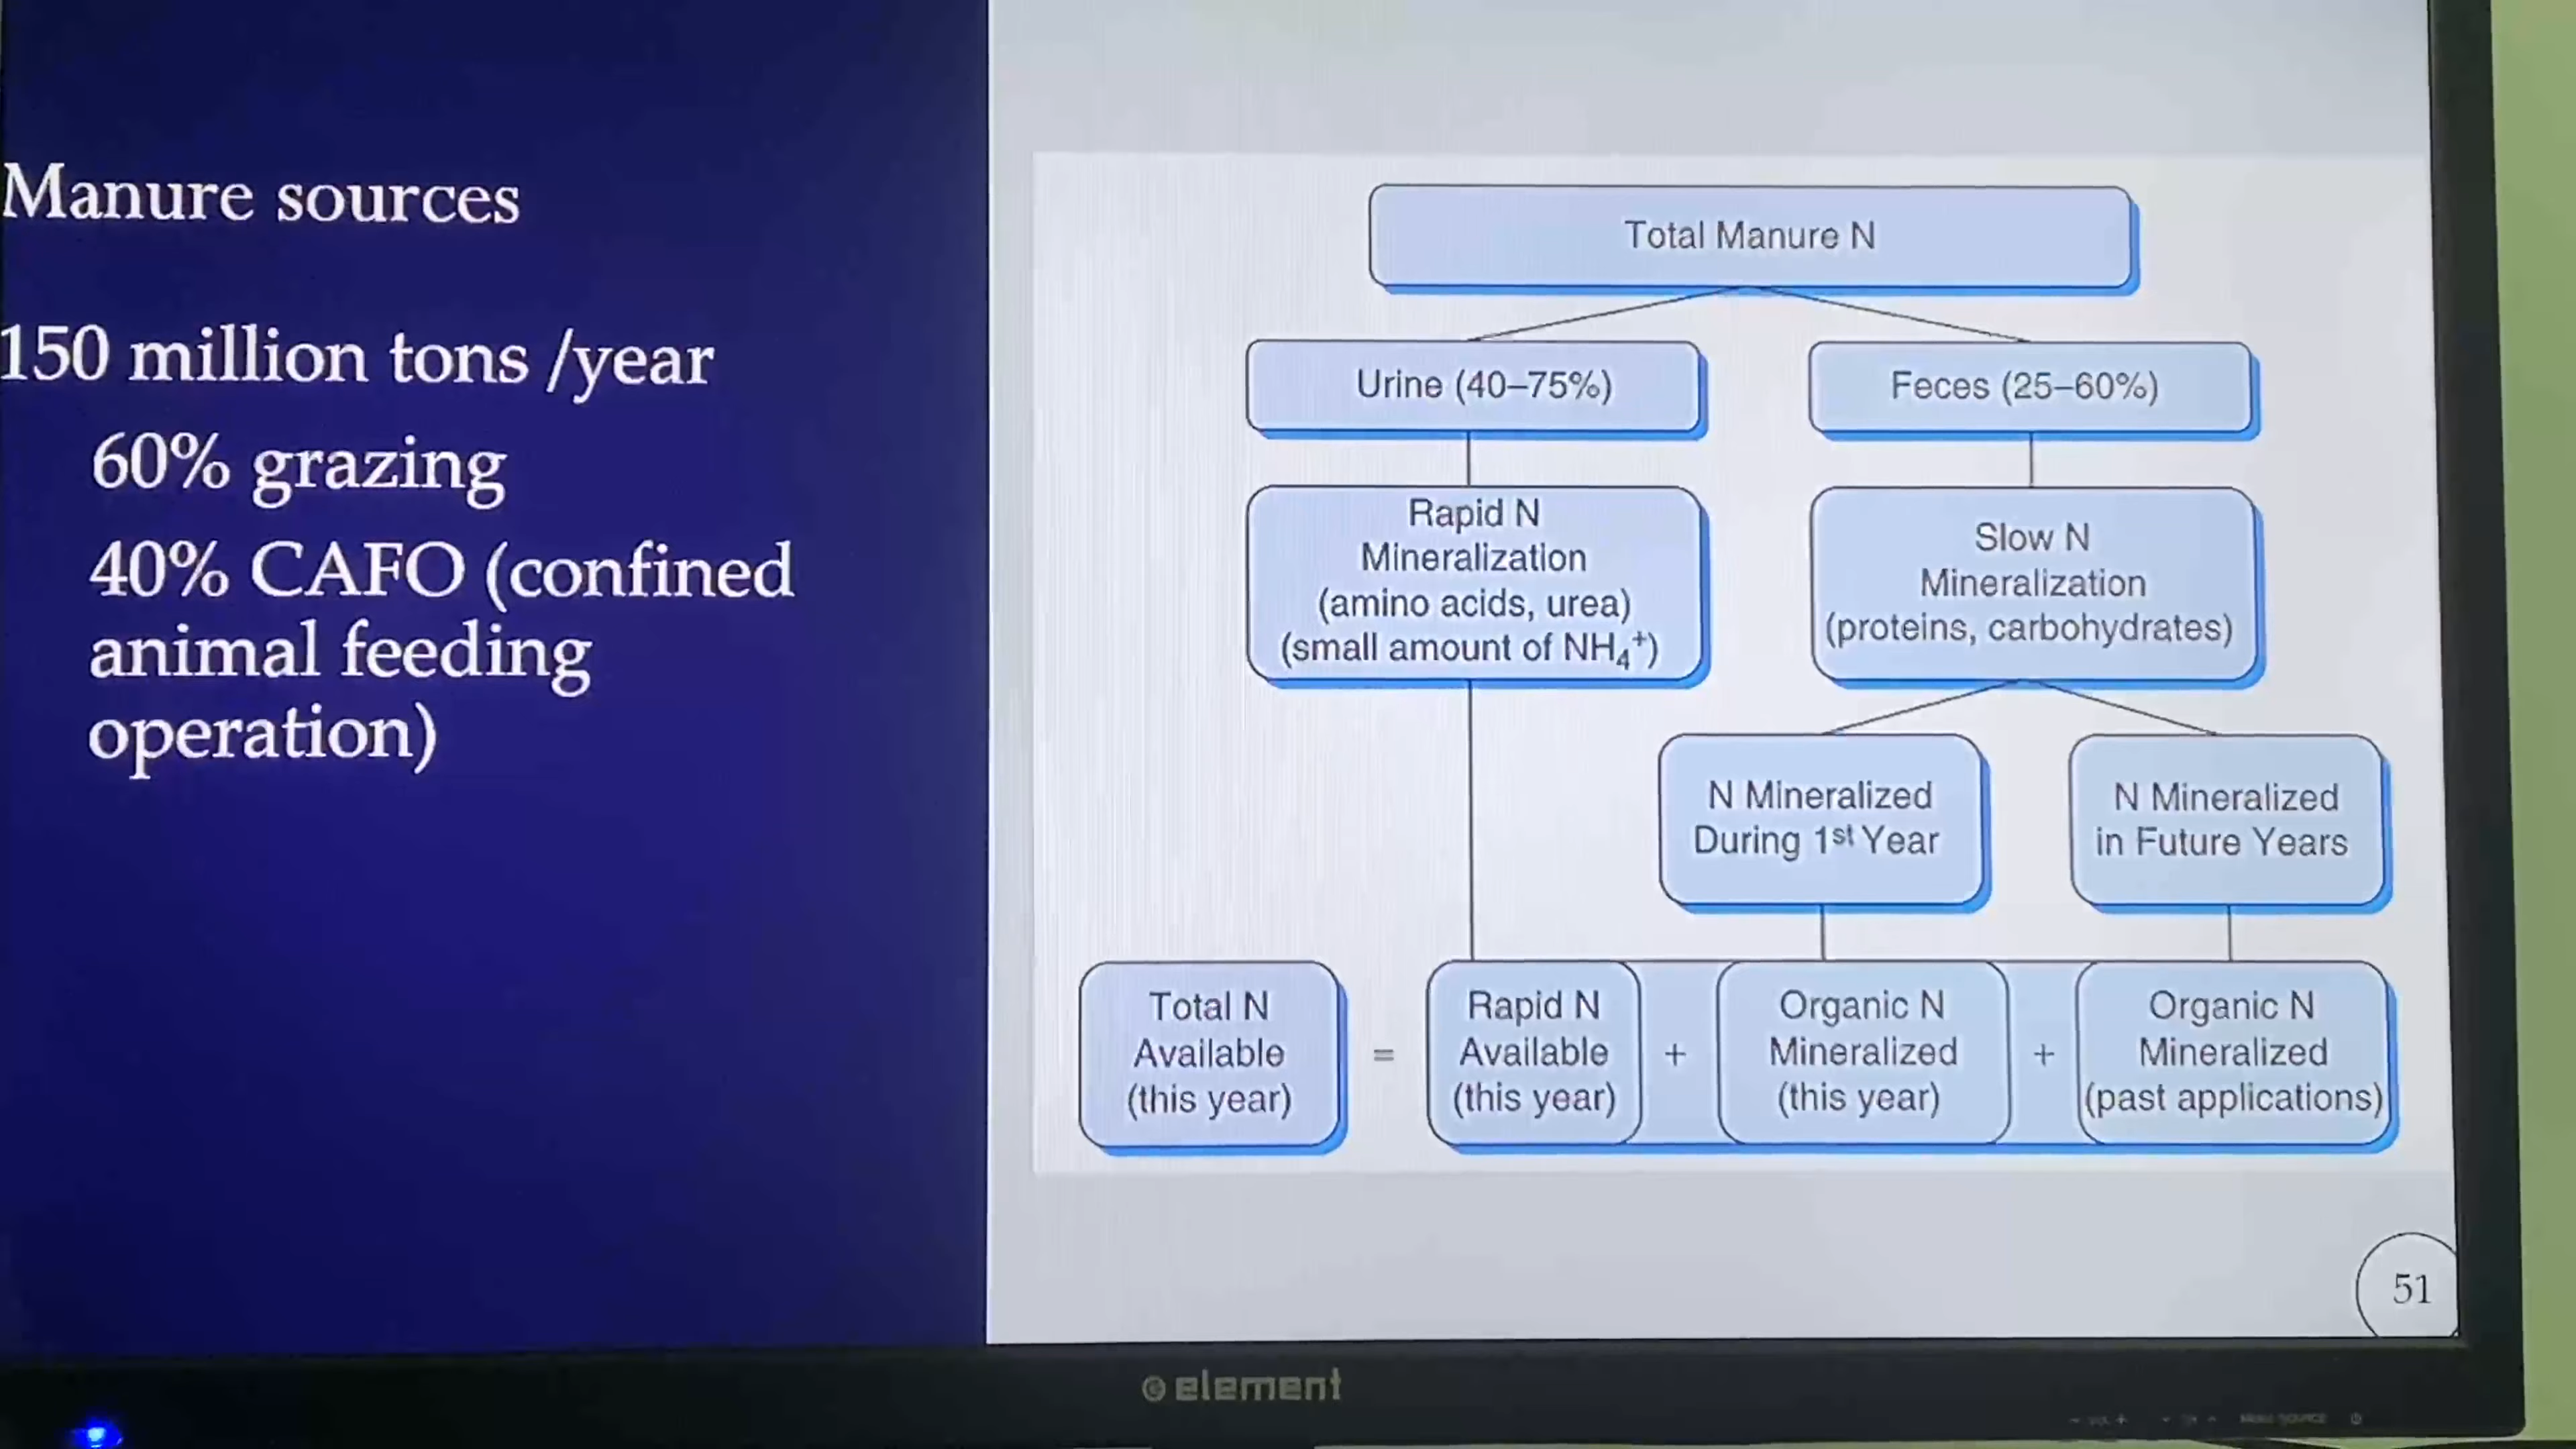 Manure sources
150 million tons /year
60% grazing
40% CAFO (confined
animal feeding
operation)
Total Manure N
Urine (40–75%)
Feces (25–60%)
Rapid N
Mineralization
(amino acids, urea)
(small amount of NH₄⁺)
Slow N
Mineralization
(proteins, carbohydrates)
N Mineralized
During 1st Year
N Mineralized
in Future Years
Total N
Available
(this year)
=
Rapid N
Available
(this year)
+
Organic N
Mineralized
(this year)
+
Organic N
Mineralized
(past applications)
51
element